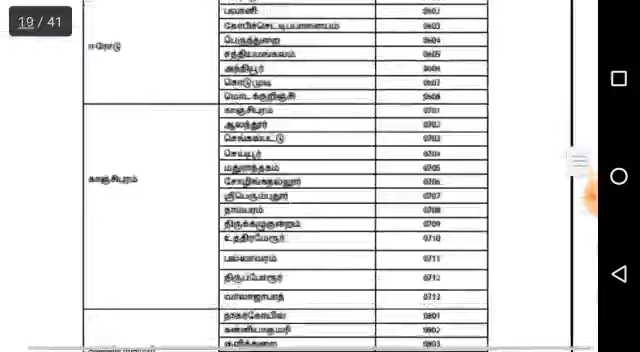 19 / 41
பவானி 0602
கோபிச்செட்டிப்பாளையம் 0603
பெருந்துறை 0604
ஈரோடு
சத்தியமங்கலம் 0605
அந்தியூர் 0606
கொடுமுடி 0607
மொடக்குறிஞ்சி 0608
காஞ்சிபுரம் 0701
ஆலந்தூர் 0702
செங்கல்பட்டு 0703
செய்யூர் 0704
மதுராந்தகம் 0705
காஞ்சிபுரம்
சோழிங்கநல்லூர் 0706
ஸ்ரீபெரும்புதூர் 0707
தாம்பரம் 0708
திருக்கழுகுன்றம் 0709
உத்திரமேரூர் 0710
பல்லாவரம் 0711
திருப்போரூர் 0712
வாலாஜாபாத் 0713
நாகர்கோயில் 0801
கன்னியாகுமரி 0802
0803